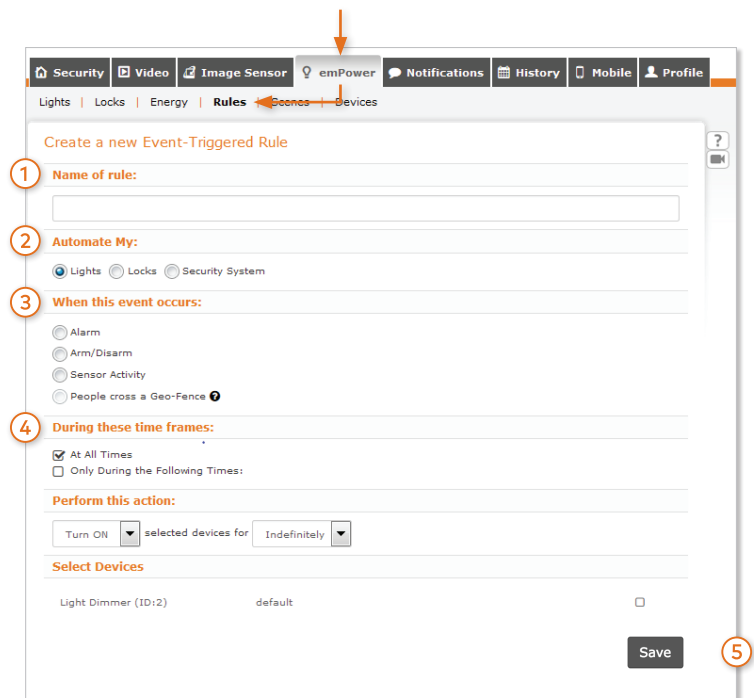 Security Video Image Sensor emPower Notifications History Mobile Profile
Lights | Locks | Energy | Rules | Scenes | Devices
Create a new Event-Triggered Rule
?
1 Name of rule:
2 Automate My:
Lights Locks Security System
3 When this event occurs:
Alarm
Arm/Disarm
Sensor Activity
People cross a Geo-Fence ?
4 During these time frames:
At All Times
Only During the Following Times:
Perform this action:
Turn ON selected devices for Indefinitely
Select Devices
Light Dimmer (ID:2) default
Save 5